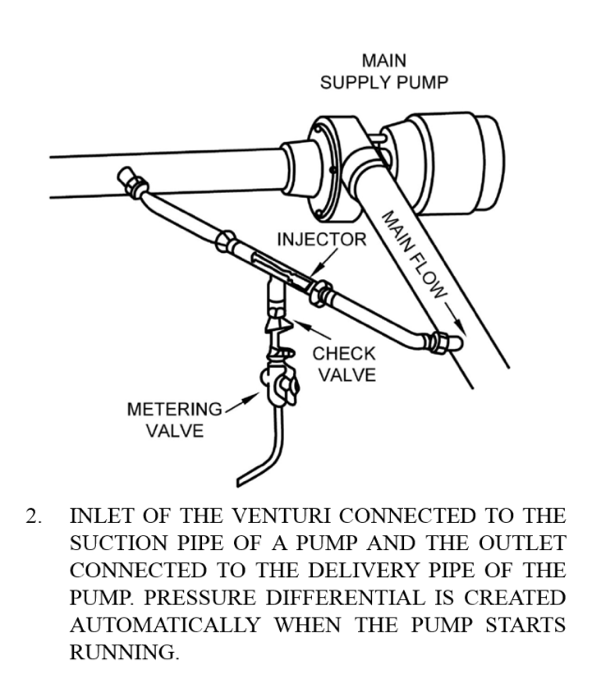 MAIN
SUPPLY PUMP
INJECTOR
MAIN FLOW
CHECK
VALVE
METERING
VALVE
2. INLET OF THE VENTURI CONNECTED TO THE
SUCTION PIPE OF A PUMP AND THE OUTLET
CONNECTED TO THE DELIVERY PIPE OF THE
PUMP. PRESSURE DIFFERENTIAL IS CREATED
AUTOMATICALLY WHEN THE PUMP STARTS
RUNNING.